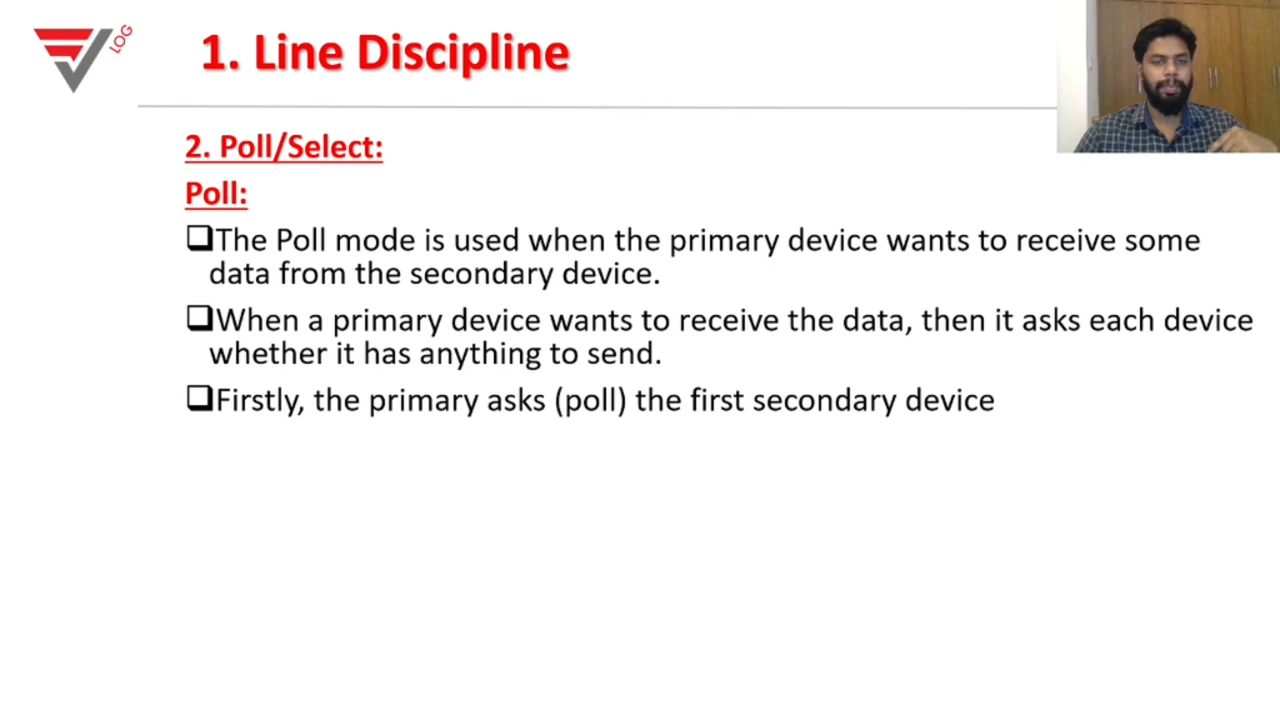 LOG
1. Line Discipline
2. Poll/Select:
Poll:
The Poll mode is used when the primary device wants to receive some
data from the secondary device.
When a primary device wants to receive the data, then it asks each device
whether it has anything to send.
Firstly, the primary asks (poll) the first secondary device